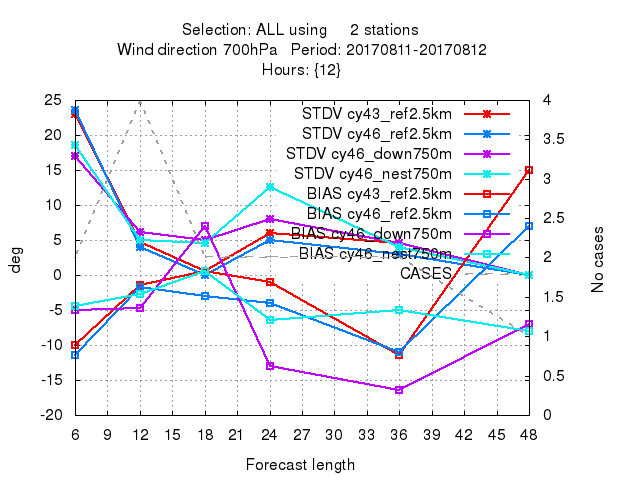 Selection: ALL using 2 stations
Wind direction 700hPa Period: 20170811-20170812
Hours: {12}
25
20
15
10
5
0
-5
-10
-15
-20
deg
4
3.5
3
2.5
2
1.5
1
0.5
0
No cases
STDV cy43_ref2.5km
STDV cy46_ref2.5km
STDV cy46_down750m
STDV cy46_nest750m
BIAS cy43_ref2.5km
BIAS cy46_ref2.5km
BIAS cy46_down750m
BIAS cy46_nest750m
CASES
6 9 12 15 18 21 24 27 30 33 36 39 42 45 48
Forecast length